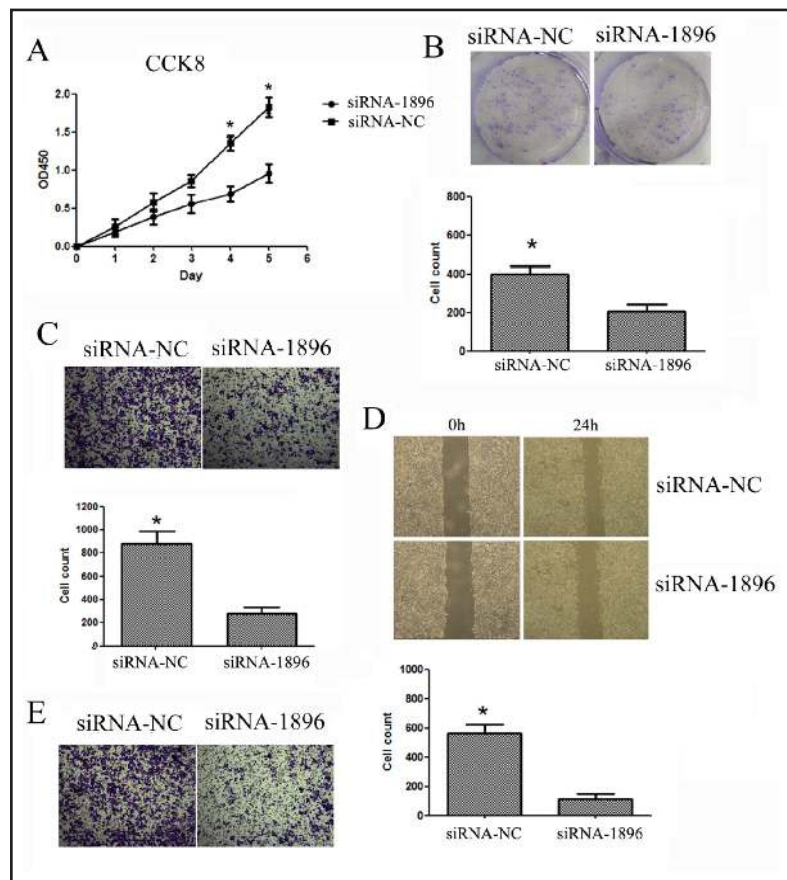 A
CCK8
2.0
1.5
1.0
0.5
0.0
OD450
0 1 2 3 4 5 6
Day
* *
siRNA-1896
siRNA-NC
B
siRNA-NC siRNA-1896
800
600
400
200
0
Cell count
*
siRNA-NC siRNA-1896
C
siRNA-NC siRNA-1896
1200
1000
800
600
400
200
0
Cell count
*
siRNA-NC siRNA-1896
D
0h 24h
siRNA-NC
siRNA-1896
E
siRNA-NC siRNA-1896
1000
800
600
400
200
0
Cell count
*
siRNA-NC siRNA-1896